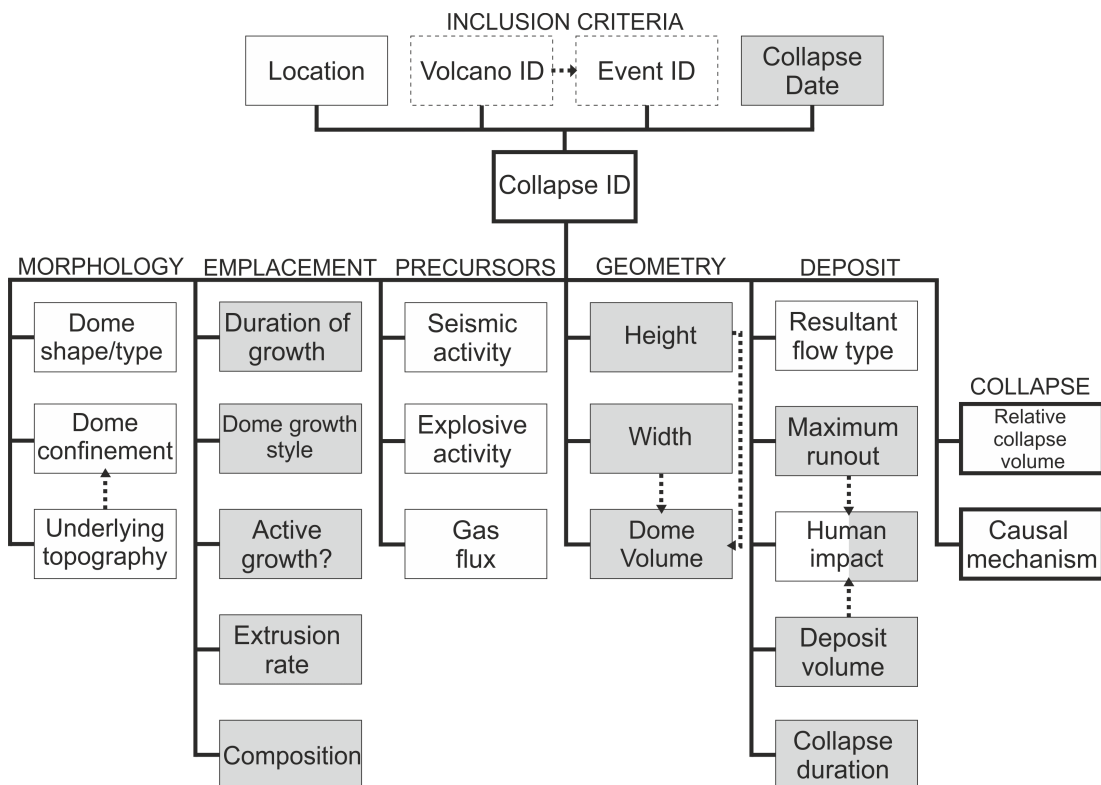 INCLUSION CRITERIA
Location
Volcano ID
Event ID
Collapse
Date
Collapse ID
MORPHOLOGY
Dome
shape/type
Dome
confinement
Underlying
topography
EMPLACEMENT
Duration of
growth
Dome growth
style
Active
growth?
Extrusion
rate
Composition
PRECURSORS
Seismic
activity
Explosive
activity
Gas
flux
GEOMETRY
Height
Width
Dome
Volume
DEPOSIT
Resultant
flow type
Maximum
runout
Human
impact
Deposit
volume
Collapse
duration
COLLAPSE
Relative
collapse
volume
Causal
mechanism